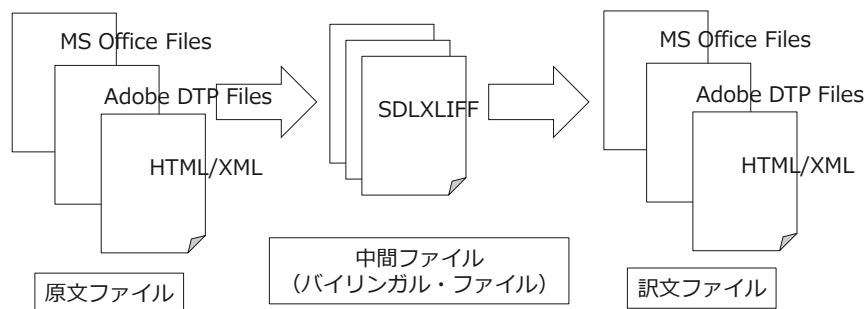 MS Office Files
Adobe DTP Files
HTML/XML
原文ファイル
SDLXLIFF
中間ファイル
（バイリンガル・ファイル）
MS Office Files
Adobe DTP Files
HTML/XML
訳文ファイル